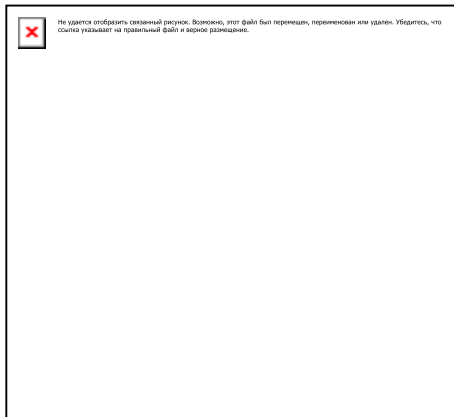 Не удается отобразить связанный рисунок. Возможно, этот файл был перемещен, переименован или удален. Убедитесь, что
ссылка указывает на правильный файл и верное размещение.